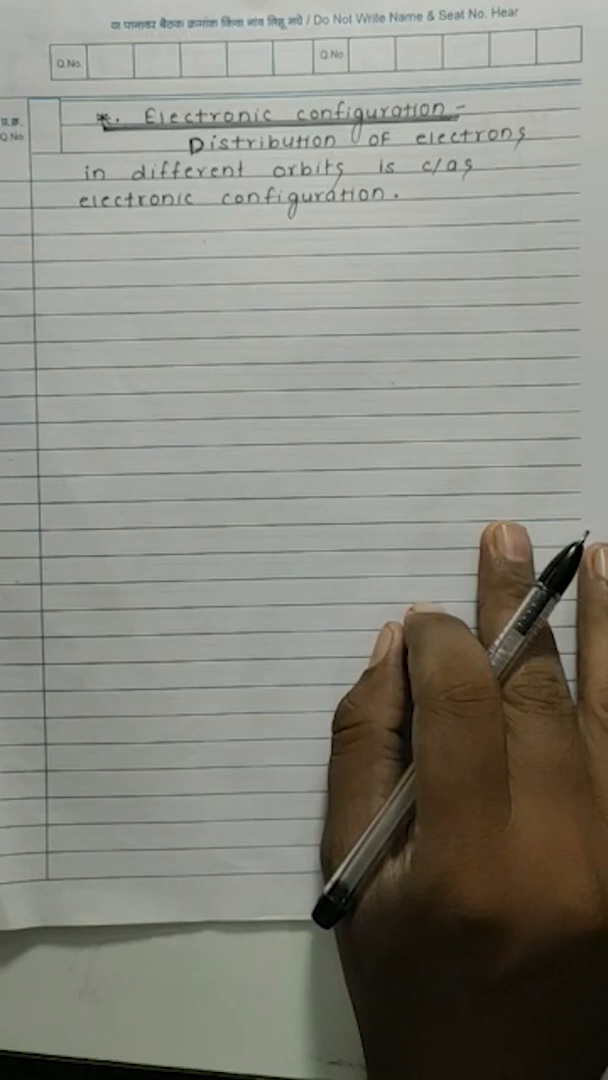 या पानावर बैठक क्रमांक किंवा नांव लिहू नये / Do Not Write Name & Seat No. Hear
Q.No. Q.No.
प्र.क्र.
Q.No.
*. Electronic configuration -
Distribution of electrons
in different orbits is c/as
electronic configuration.